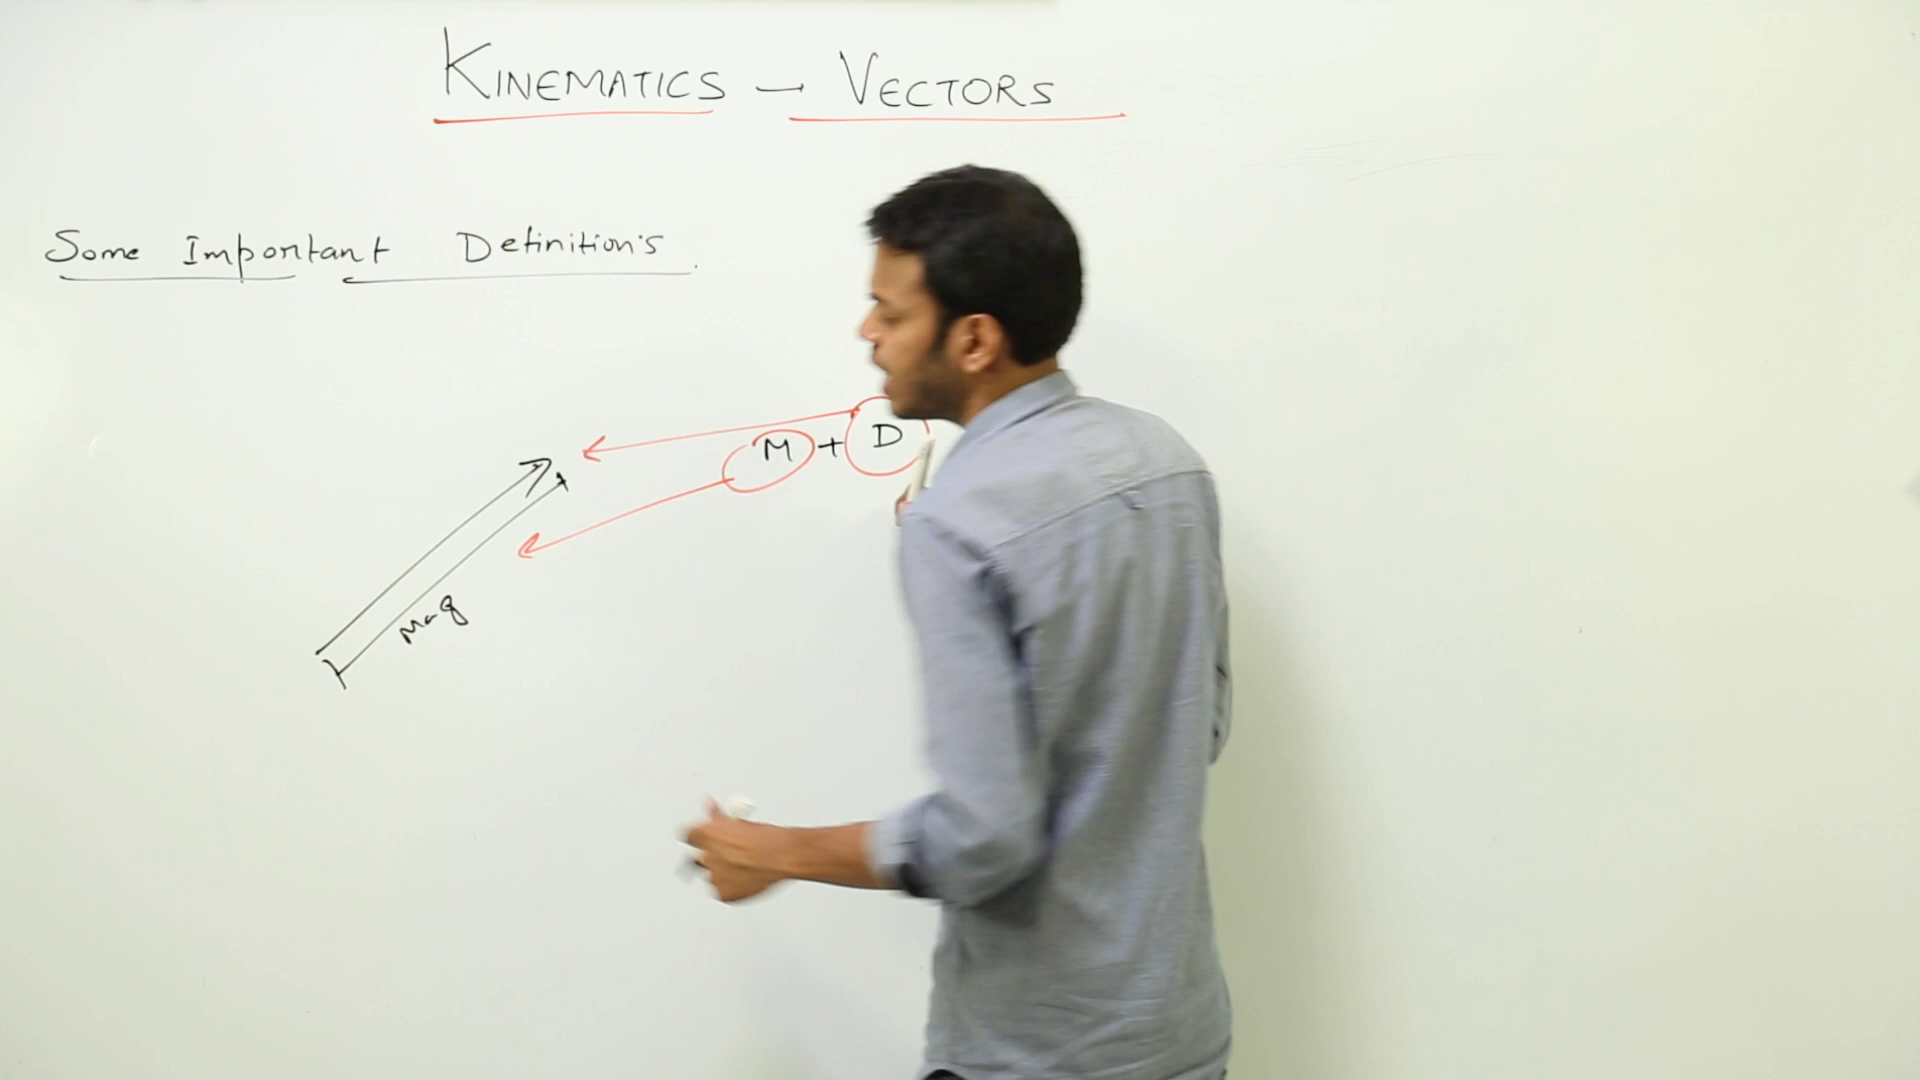 KINEMATICS → VECTORS
Some Important Definition's
M + D
Mag